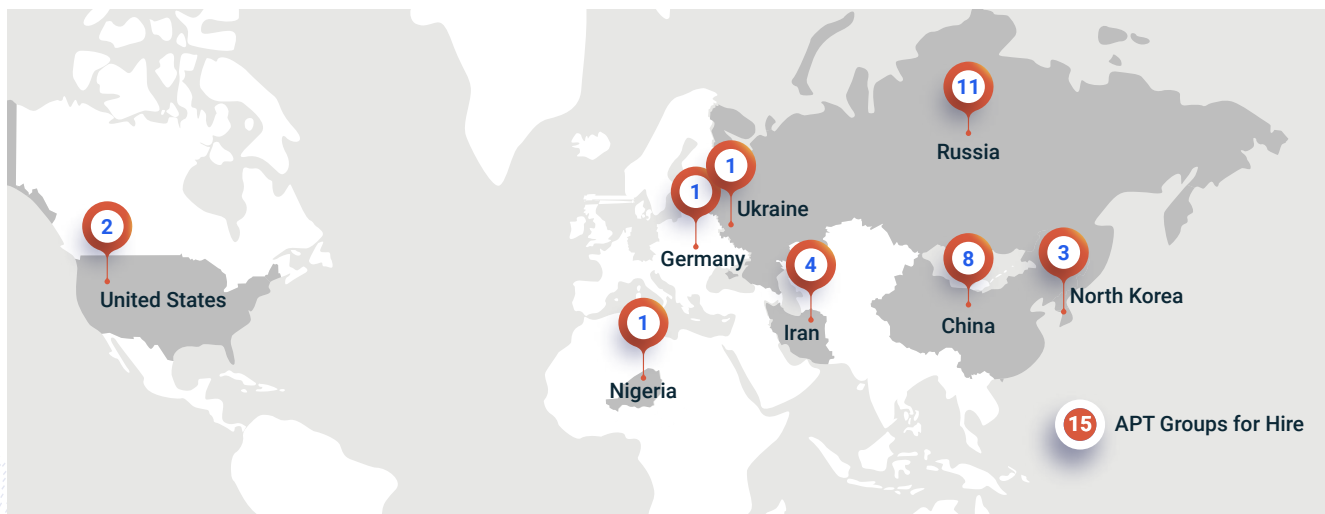 11
Russia
1
Ukraine
1
Germany
2
United States
4
Iran
8
China
3
North Korea
1
Nigeria
15 APT Groups for Hire